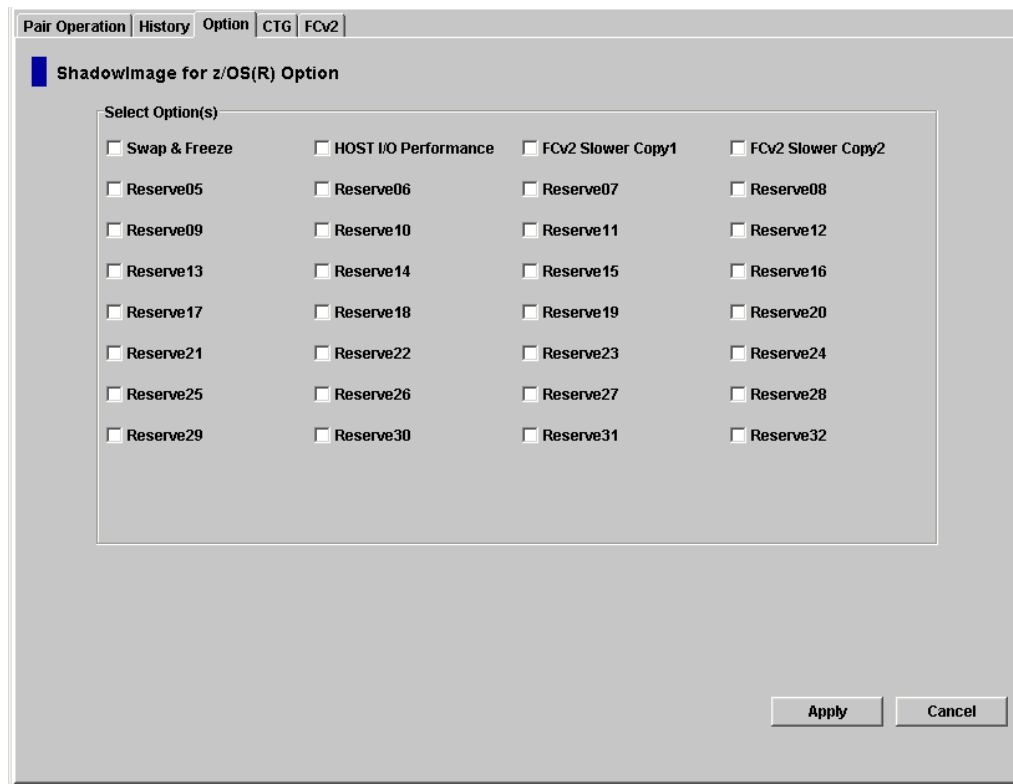 Pair Operation History Option CTG FCv2
ShadowImage for z/OS(R) Option
Select Option(s)
Swap & Freeze HOST I/O Performance FCv2 Slower Copy1 FCv2 Slower Copy2
Reserve05 Reserve06 Reserve07 Reserve08
Reserve09 Reserve10 Reserve11 Reserve12
Reserve13 Reserve14 Reserve15 Reserve16
Reserve17 Reserve18 Reserve19 Reserve20
Reserve21 Reserve22 Reserve23 Reserve24
Reserve25 Reserve26 Reserve27 Reserve28
Reserve29 Reserve30 Reserve31 Reserve32
Apply Cancel